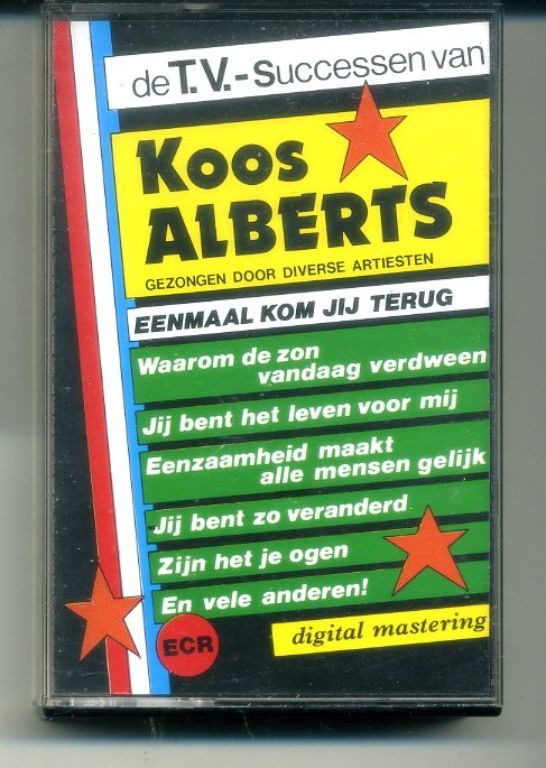 de T.V.-Successen van
Koos
ALBERTS
GEZONGEN DOOR DIVERSE ARTIESTEN
EENMAAL KOM JIJ TERUG
Waarom de zon
vandaag verdween
Jij bent het leven voor mij
Eenzaamheid maakt
alle mensen gelijk
Jij bent zo veranderd
Zijn het je ogen
En vele anderen!
ECR
digital mastering